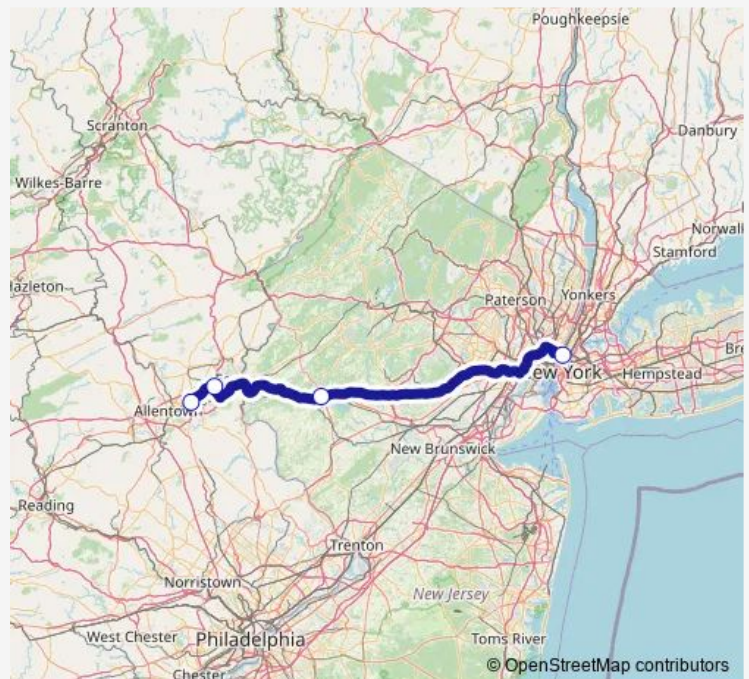 Poughkeepsie
Scranton
Danbury
Wilkes-Barre
Norwalk
Stamford
Hazleton
Paterson
Yonkers
Bre
New York
Hempstead
Allentown
New Brunswick
Reading
Trenton
Norristown
New Jersey
West Chester
Philadelphia
Toms River
Chester
© OpenStreetMap contributors